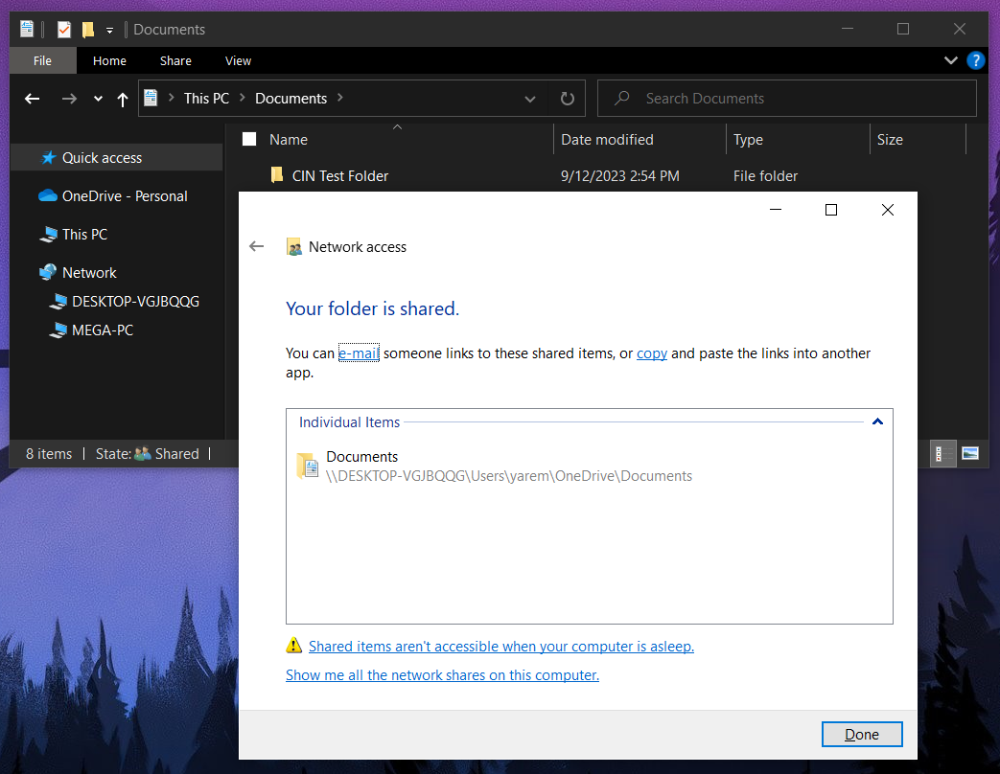 Documents
File Home Share View
This PC Documents
Search Documents
Name Date modified Type Size
CIN Test Folder 9/12/2023 2:54 PM File folder
Quick access
OneDrive - Personal
This PC
Network
DESKTOP-VGJBQQG
MEGA-PC
8 items State: Shared
Network access
Your folder is shared.
You can e-mail someone links to these shared items, or copy and paste the links into another
app.
Individual Items
Documents
\\DESKTOP-VGJBQQG\Users\yarem\OneDrive\Documents
Shared items aren't accessible when your computer is asleep.
Show me all the network shares on this computer.
Done